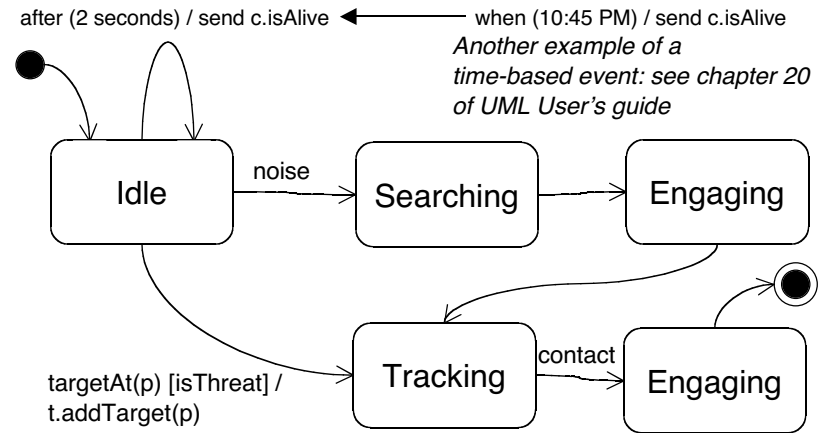 after (2 seconds) / send c.isAlive
when (10:45 PM) / send c.isAlive
Another example of a
time-based event: see chapter 20
of UML User's guide
Idle
noise
Searching
Engaging
targetAt(p) [isThreat] /
t.addTarget(p)
Tracking
contact
Engaging